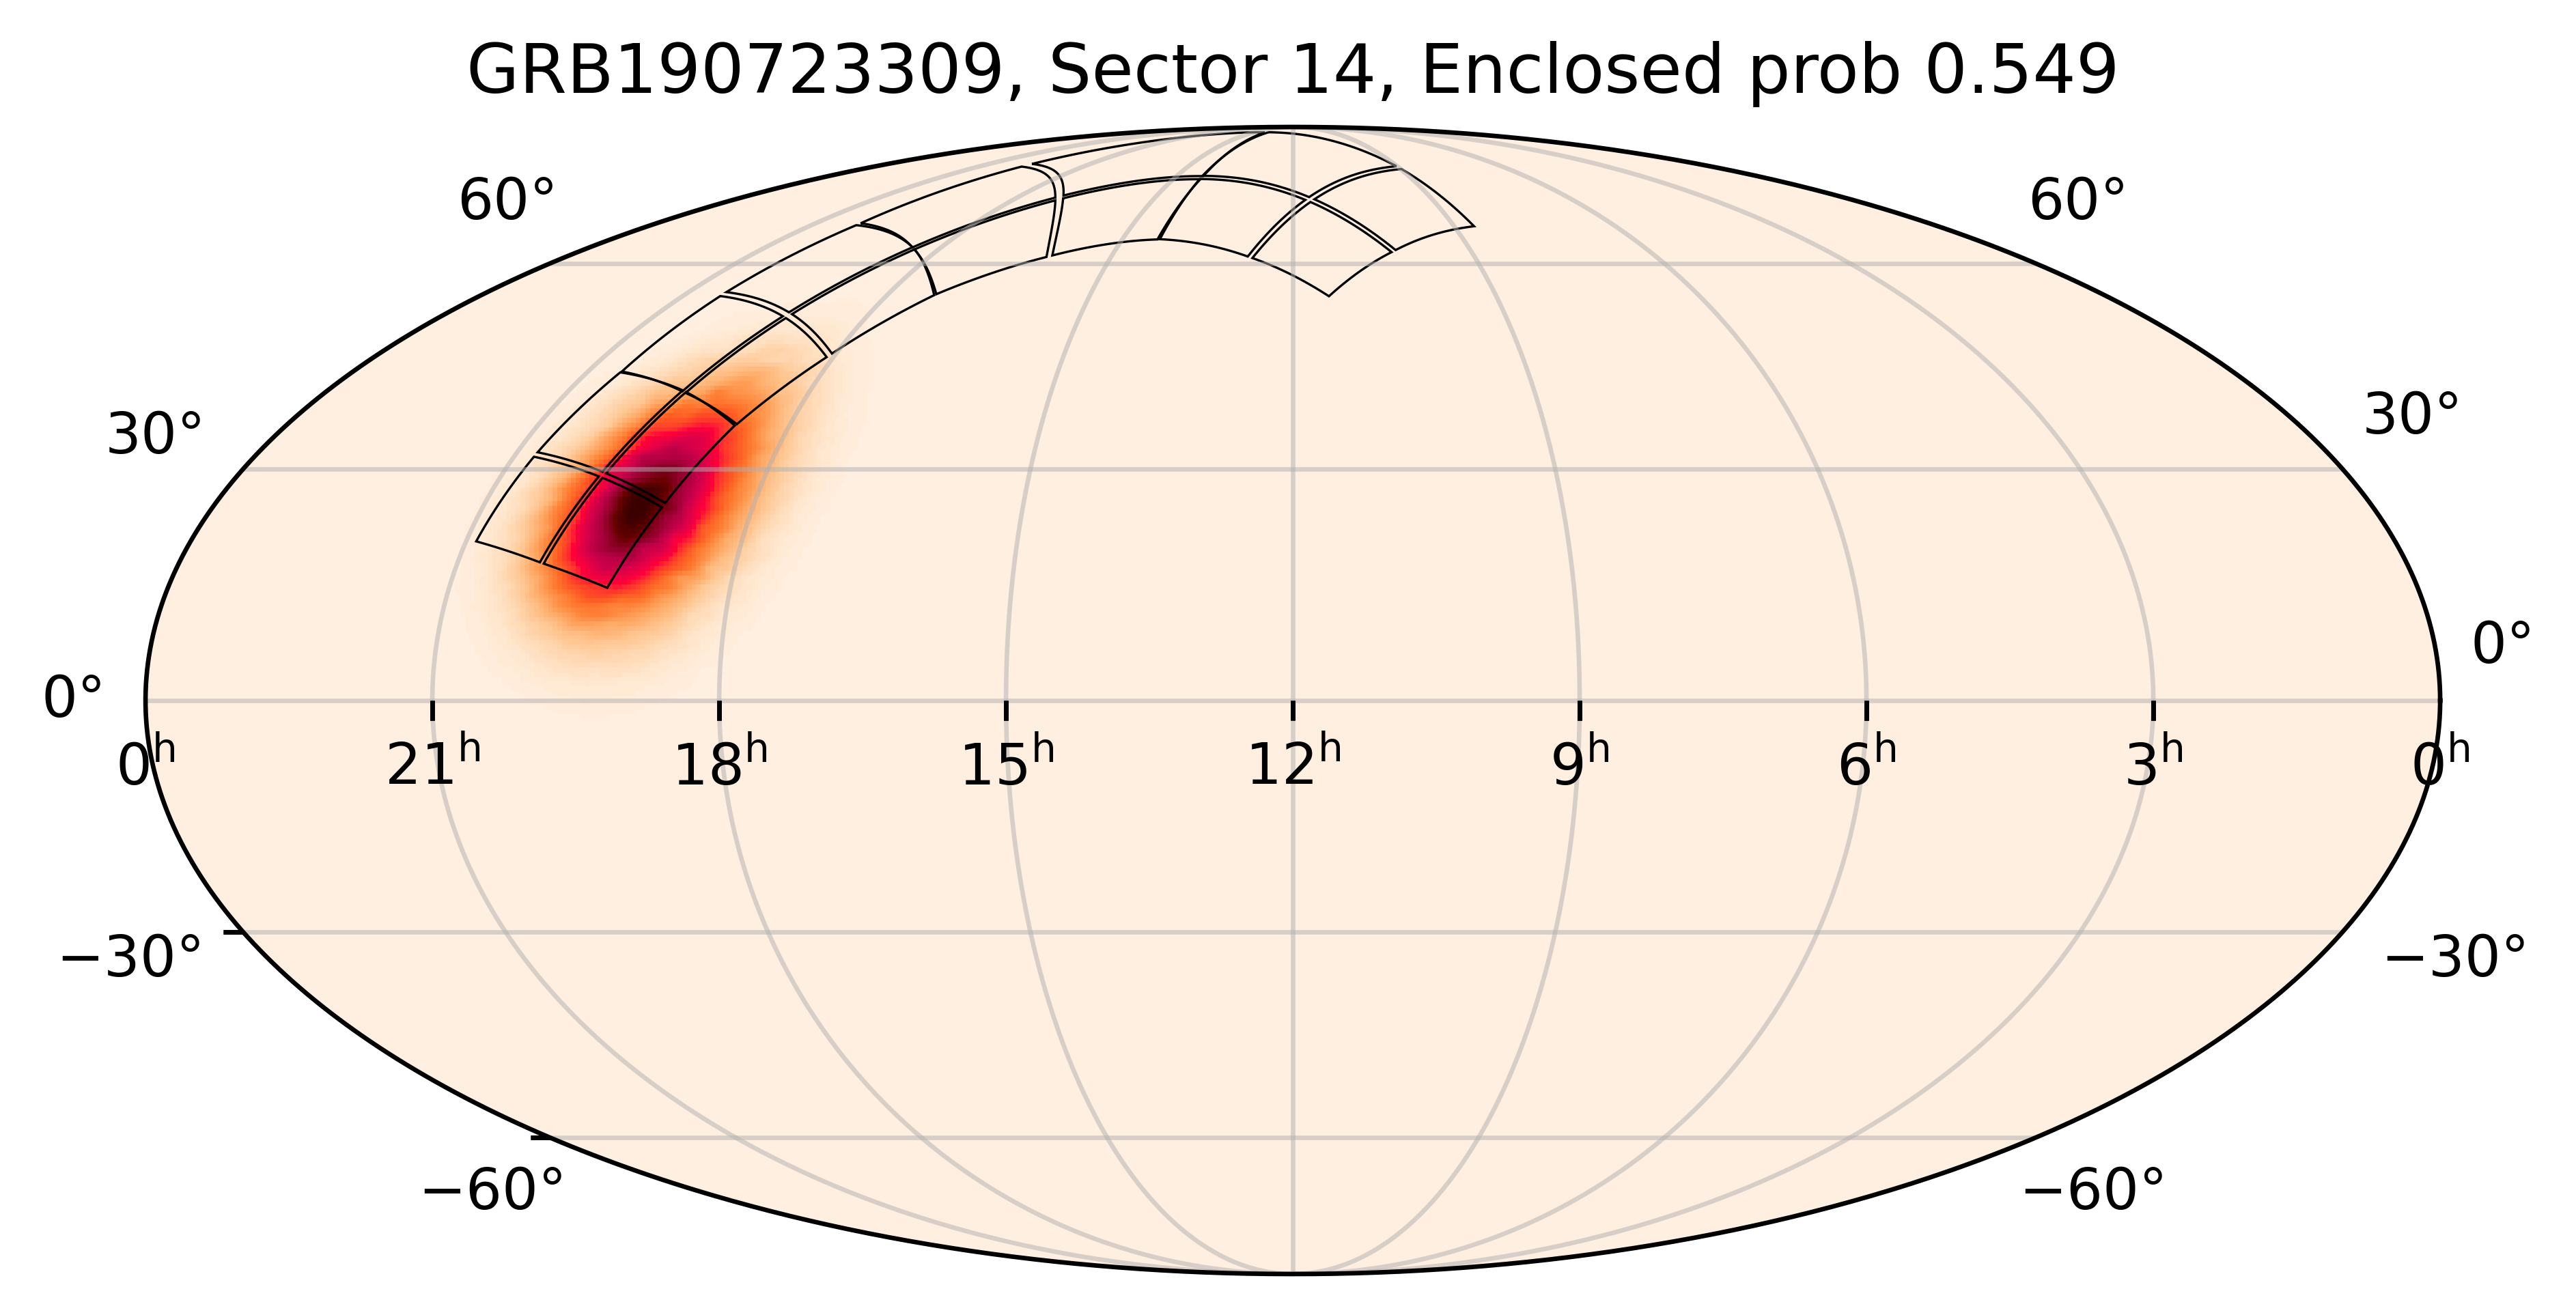 GRB190723309, Sector 14, Enclosed prob 0.549
60° 60°
30° 30°
0° 0°
0ʰ 21ʰ 18ʰ 15ʰ 12ʰ 9ʰ 6ʰ 3ʰ 0ʰ
−30° −30°
−60° −60°